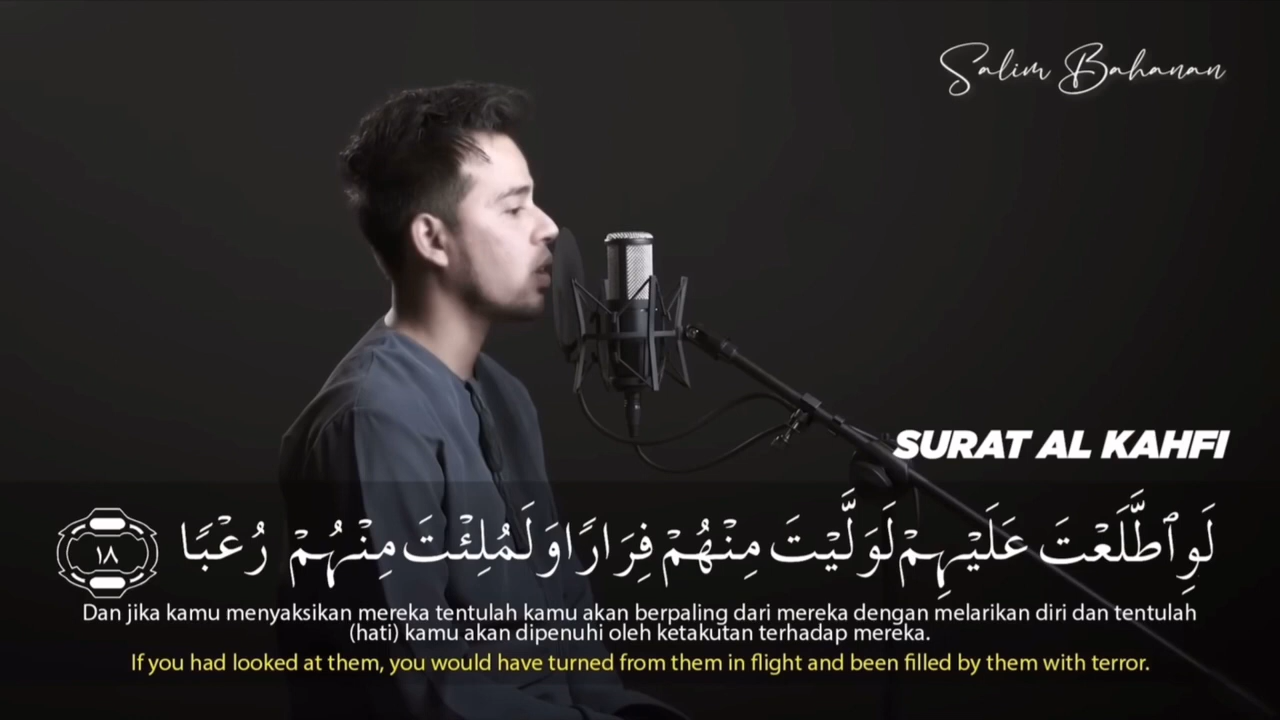 Salim Bahanan
SURAT AL KAHFI
لَوِ ٱطَّلَعْتَ عَلَيْهِمْ لَوَلَّيْتَ مِنْهُمْ فِرَارًا وَلَمُلِئْتَ مِنْهُمْ رُعْبًا ١٨
Dan jika kamu menyaksikan mereka tentulah kamu akan berpaling dari mereka dengan melarikan diri dan tentulah
(hati) kamu akan dipenuhi oleh ketakutan terhadap mereka.
If you had looked at them, you would have turned from them in flight and been filled by them with terror.